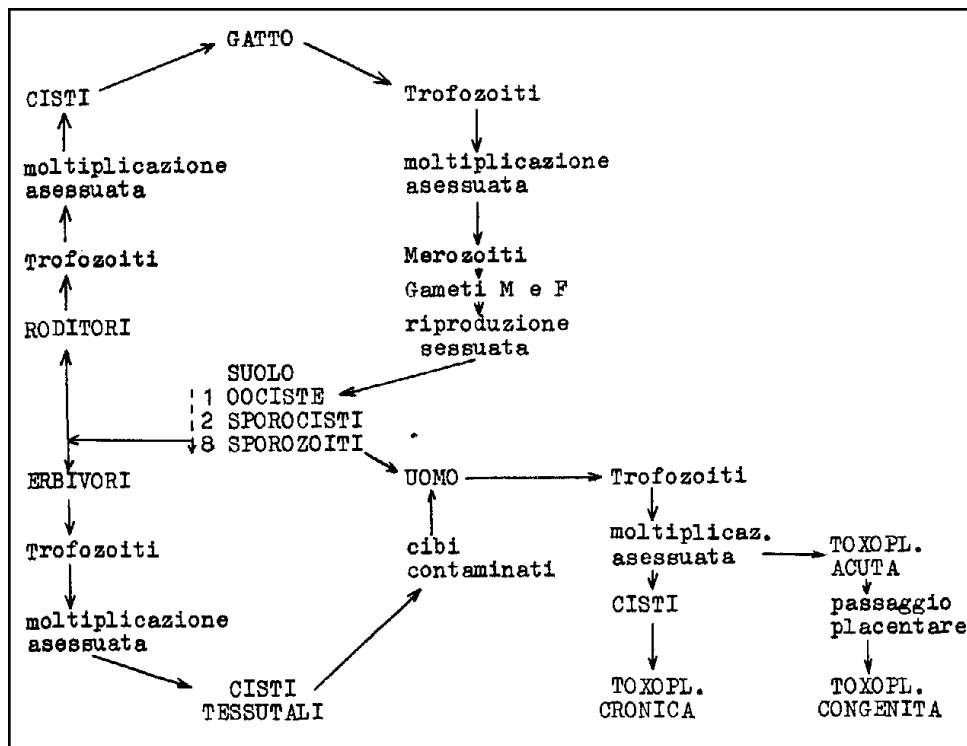 GATTO
CISTI
Trofozoiti
moltiplicazione
asessuata
moltiplicazione
asessuata
Trofozoiti
Merozoiti
Gameti M e F
RODITORI
riproduzione
sessuata
SUOLO
1 OOCISTE
2 SPOROCISTI
8 SPOROZOITI
ERBIVORI
UOMO
Trofozoiti
Trofozoiti
cibi
contaminati
moltiplicaz.
asessuata
TOXOPL.
ACUTA
moltiplicazione
asessuata
CISTI
passaggio
placentare
CISTI
TESSUTALI
TOXOPL.
CRONICA
TOXOPL.
CONGENITA